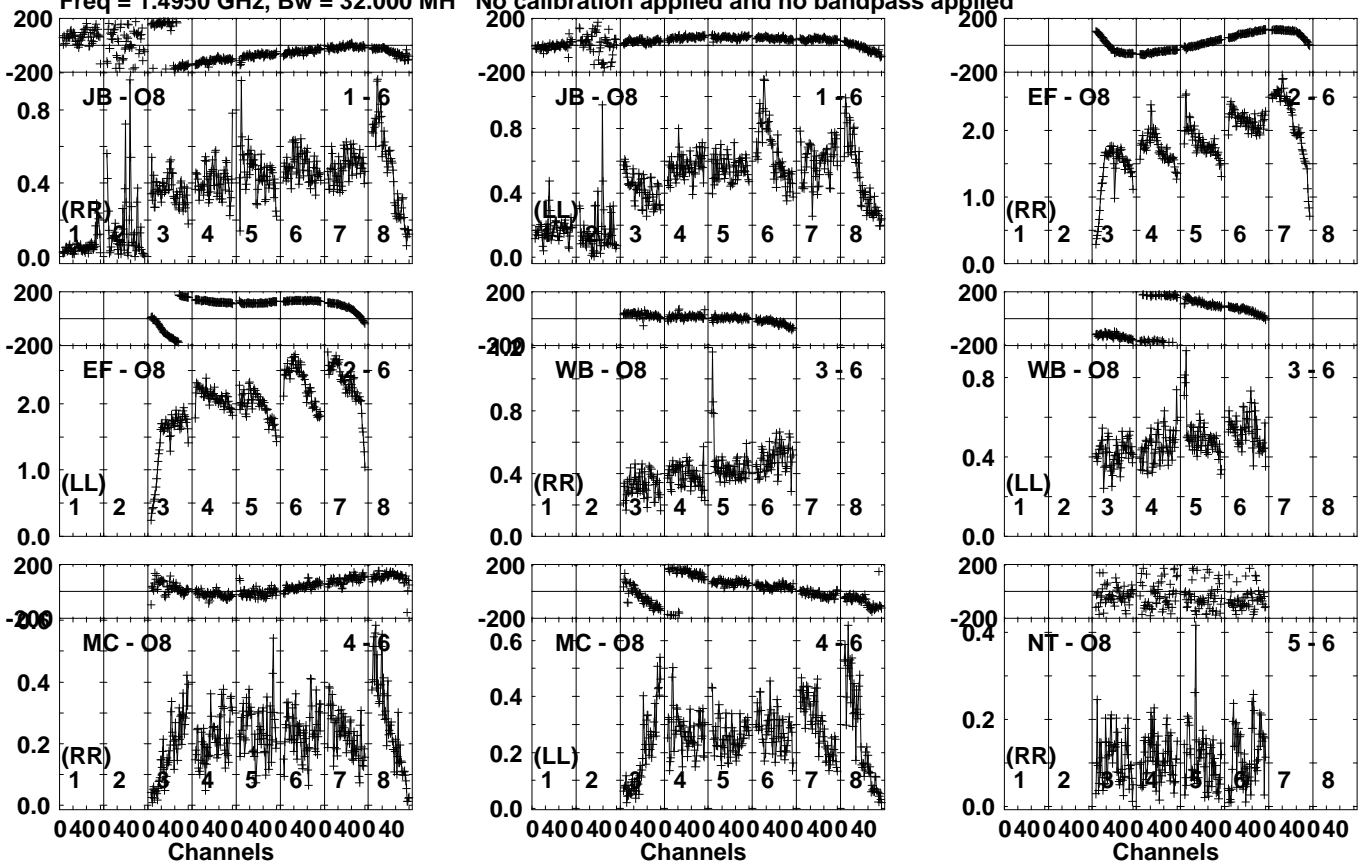 Freq = 1.4950 GHz, Bw = 32.000 MH No calibration applied and no bandpass applied
200 200 200
-200 -200 -200
JB - O8 1 - 6 JB - O8 1 - 6 EF - O8 2 - 6
0.8 0.8 2.0
0.4 0.4 1.0
(RR) (LL) (RR)
1 2 3 4 5 6 7 8 1 2 3 4 5 6 7 8 1 2 3 4 5 6 7 8
0.0 0.0 0.0
200 200 200
-200 -200 1.2 -200
EF - O8 2 - 6 WB - O8 3 - 6 WB - O8 3 - 6
2.0 0.8 0.8
1.0 0.4 0.4
(LL) (RR) (LL)
1 2 3 4 5 6 7 8 1 2 3 4 5 6 7 8 1 2 3 4 5 6 7 8
0.0 0.0 0.0
200 200 200
-200 0.6 -200 -200
MC - O8 4 - 6 MC - O8 4 - 6 NT - O8 5 - 6
0.6 0.4
0.4 0.4
0.2 0.2 0.2
(RR) (LL) (RR)
1 2 3 4 5 6 7 8 1 2 3 4 5 6 7 8 1 2 3 4 5 6 7 8
0.0 0.0 0.0
0 40 0 40 0 40 0 40 0 40 0 40 0 40 0 40 0 40 0 40 0 40 0 40 0 40 0 40 0 40 0 40 0 40 0 40 0 40 0 40 0 40 0 40 0 40 0 40
Channels Channels Channels